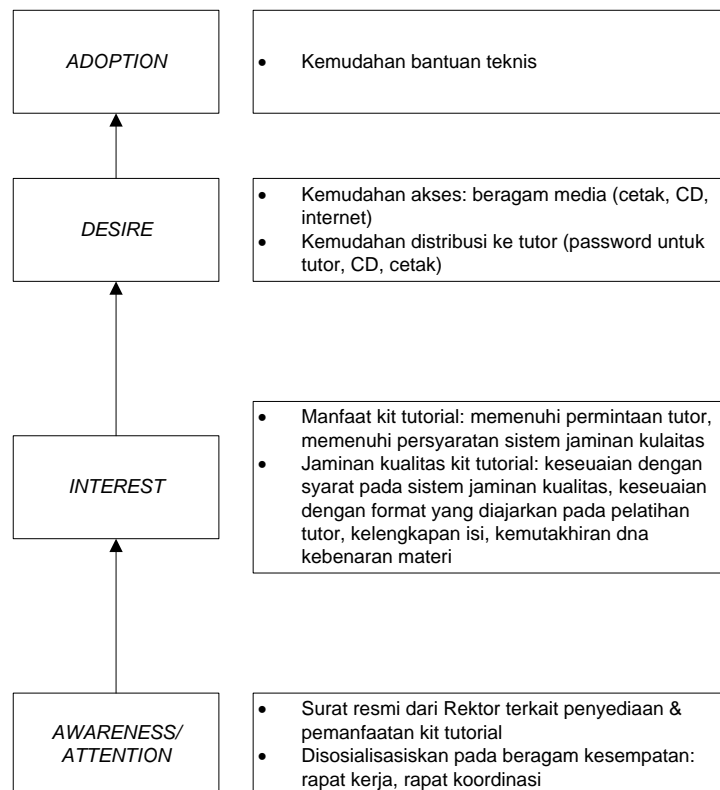 ADOPTION
• Kemudahan bantuan teknis
DESIRE
• Kemudahan akses: beragam media (cetak, CD,
internet)
• Kemudahan distribusi ke tutor (password untuk
tutor, CD, cetak)
INTEREST
• Manfaat kit tutorial: memenuhi permintaan tutor,
memenuhi persyaratan sistem jaminan kulaitas
• Jaminan kualitas kit tutorial: keseuaian dengan
syarat pada sistem jaminan kualitas, keseuaian
dengan format yang diajarkan pada pelatihan
tutor, kelengkapan isi, kemutakhiran dna
kebenaran materi
AWARENESS/
ATTENTION
• Surat resmi dari Rektor terkait penyediaan &
pemanfaatan kit tutorial
• Disosialisasiskan pada beragam kesempatan:
rapat kerja, rapat koordinasi